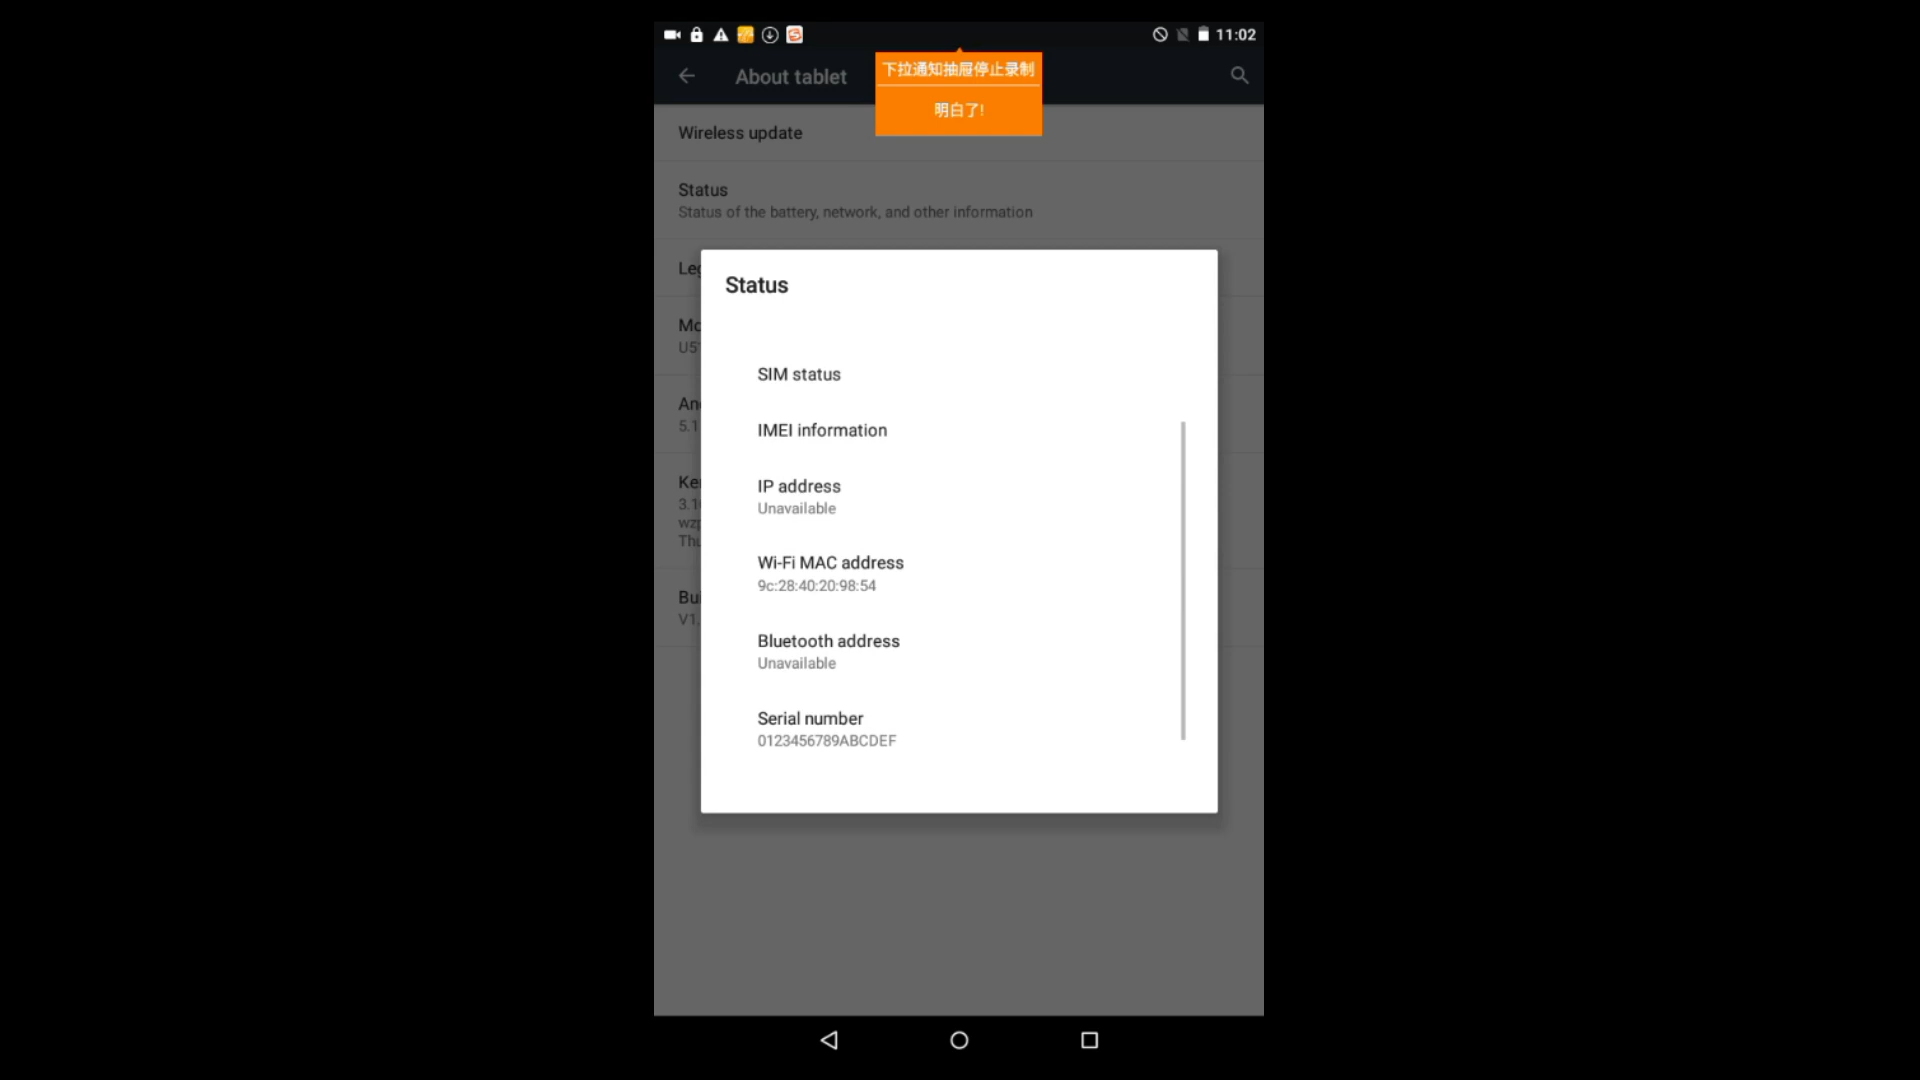 11:02
About tablet
下拉通知抽屉停止录制
明白了!
Wireless update
Status
Status of the battery, network, and other information
Status
SIM status
IMEI information
IP address
Unavailable
Wi-Fi MAC address
9c:28:40:20:98:54
Bluetooth address
Unavailable
Serial number
0123456789ABCDEF
5.1